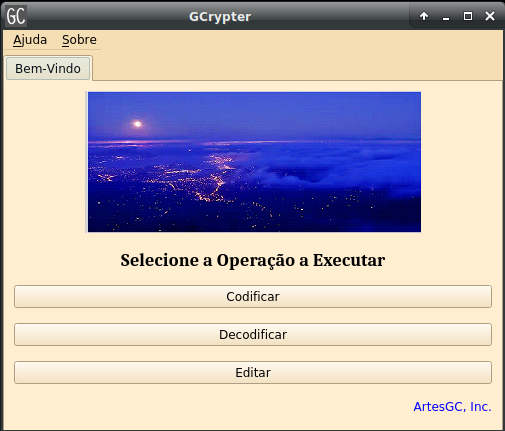 GC
GCrypter
Ajuda Sobre
Bem-Vindo
Selecione a Operação a Executar
Codificar
Decodificar
Editar
ArtesGC, Inc.